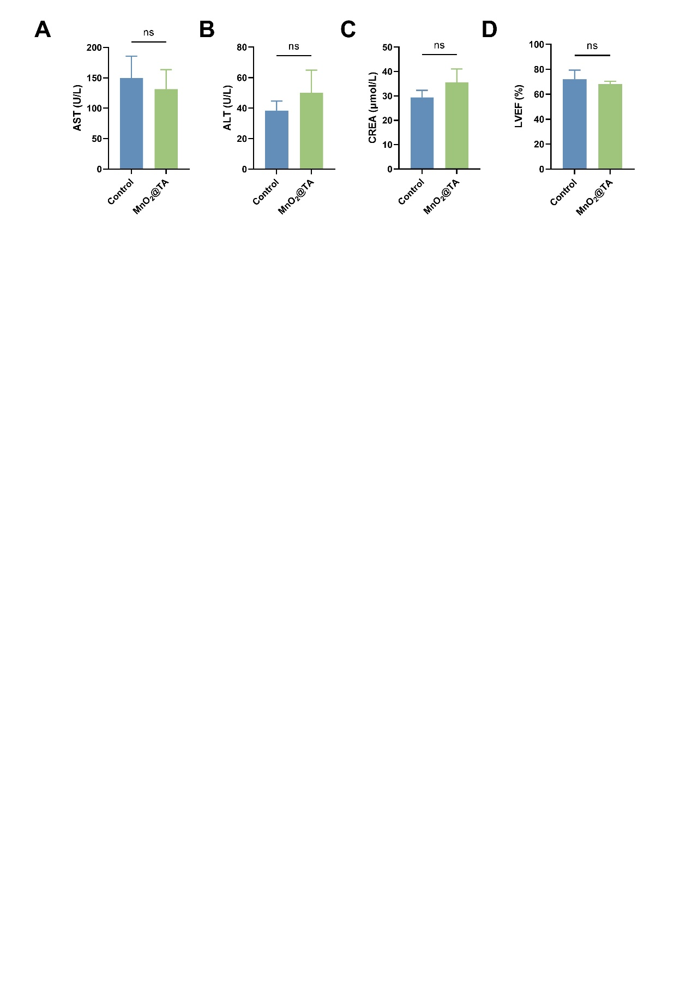 A
ns
AST (U/L)
200
150
100
50
0
Control
MnO₂@TA
B
ns
ALT (U/L)
80
60
40
20
0
Control
MnO₂@TA
C
ns
CREA (μmol/L)
50
40
30
20
10
0
Control
MnO₂@TA
D
ns
LVEF (%)
100
80
60
40
20
0
Control
MnO₂@TA